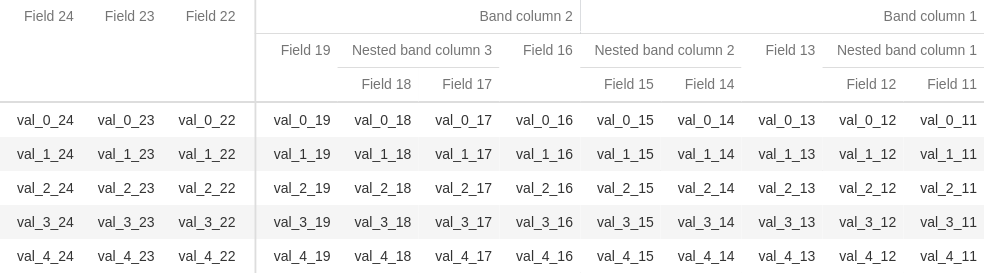 Field 24 Field 23 Field 22 Band column 2 Band column 1
Field 19 Nested band column 3 Field 16 Nested band column 2 Field 13 Nested band column 1
Field 18 Field 17 Field 15 Field 14 Field 12 Field 11
val_0_24 val_0_23 val_0_22 val_0_19 val_0_18 val_0_17 val_0_16 val_0_15 val_0_14 val_0_13 val_0_12 val_0_11
val_1_24 val_1_23 val_1_22 val_1_19 val_1_18 val_1_17 val_1_16 val_1_15 val_1_14 val_1_13 val_1_12 val_1_11
val_2_24 val_2_23 val_2_22 val_2_19 val_2_18 val_2_17 val_2_16 val_2_15 val_2_14 val_2_13 val_2_12 val_2_11
val_3_24 val_3_23 val_3_22 val_3_19 val_3_18 val_3_17 val_3_16 val_3_15 val_3_14 val_3_13 val_3_12 val_3_11
val_4_24 val_4_23 val_4_22 val_4_19 val_4_18 val_4_17 val_4_16 val_4_15 val_4_14 val_4_13 val_4_12 val_4_11